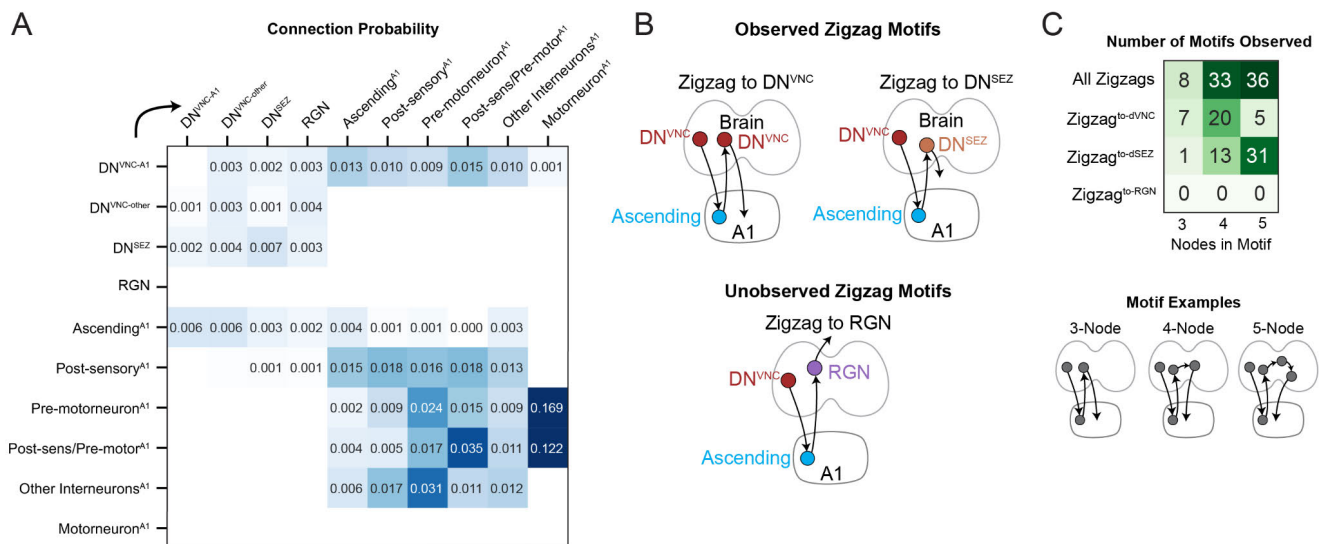 A
Connection Probability
DN^VNC-A1
DN^VNC-other
DN^SEZ
RGN
Ascending^A1
Post-sensory^A1
Pre-motorneuron^A1
Post-sens/Pre-motor^A1
Other Interneurons^A1
Motorneuron^A1
DN^VNC-A1 0.003 0.002 0.003 0.013 0.010 0.009 0.015 0.010 0.001
DN^VNC-other 0.001 0.003 0.001 0.004
DN^SEZ 0.002 0.004 0.007 0.003
RGN
Ascending^A1 0.006 0.006 0.003 0.002 0.004 0.001 0.001 0.000 0.003
Post-sensory^A1 0.001 0.001 0.015 0.018 0.016 0.018 0.013
Pre-motorneuron^A1 0.002 0.009 0.024 0.015 0.009 0.169
Post-sens/Pre-motor^A1 0.004 0.005 0.017 0.035 0.011 0.122
Other Interneurons^A1 0.006 0.017 0.031 0.011 0.012
Motorneuron^A1
B
Observed Zigzag Motifs
Zigzag to DN^VNC
Brain
DN^VNC
DN^VNC
Ascending
A1
Zigzag to DN^SEZ
Brain
DN^VNC
DN^SEZ
Ascending
A1
Unobserved Zigzag Motifs
Zigzag to RGN
DN^VNC
RGN
Ascending
A1
C
Number of Motifs Observed
All Zigzags 8 33 36
Zigzag^to-dVNC 7 20 5
Zigzag^to-dSEZ 1 13 31
Zigzag^to-RGN 0 0 0
3 4 5
Nodes in Motif
Motif Examples
3-Node 4-Node 5-Node